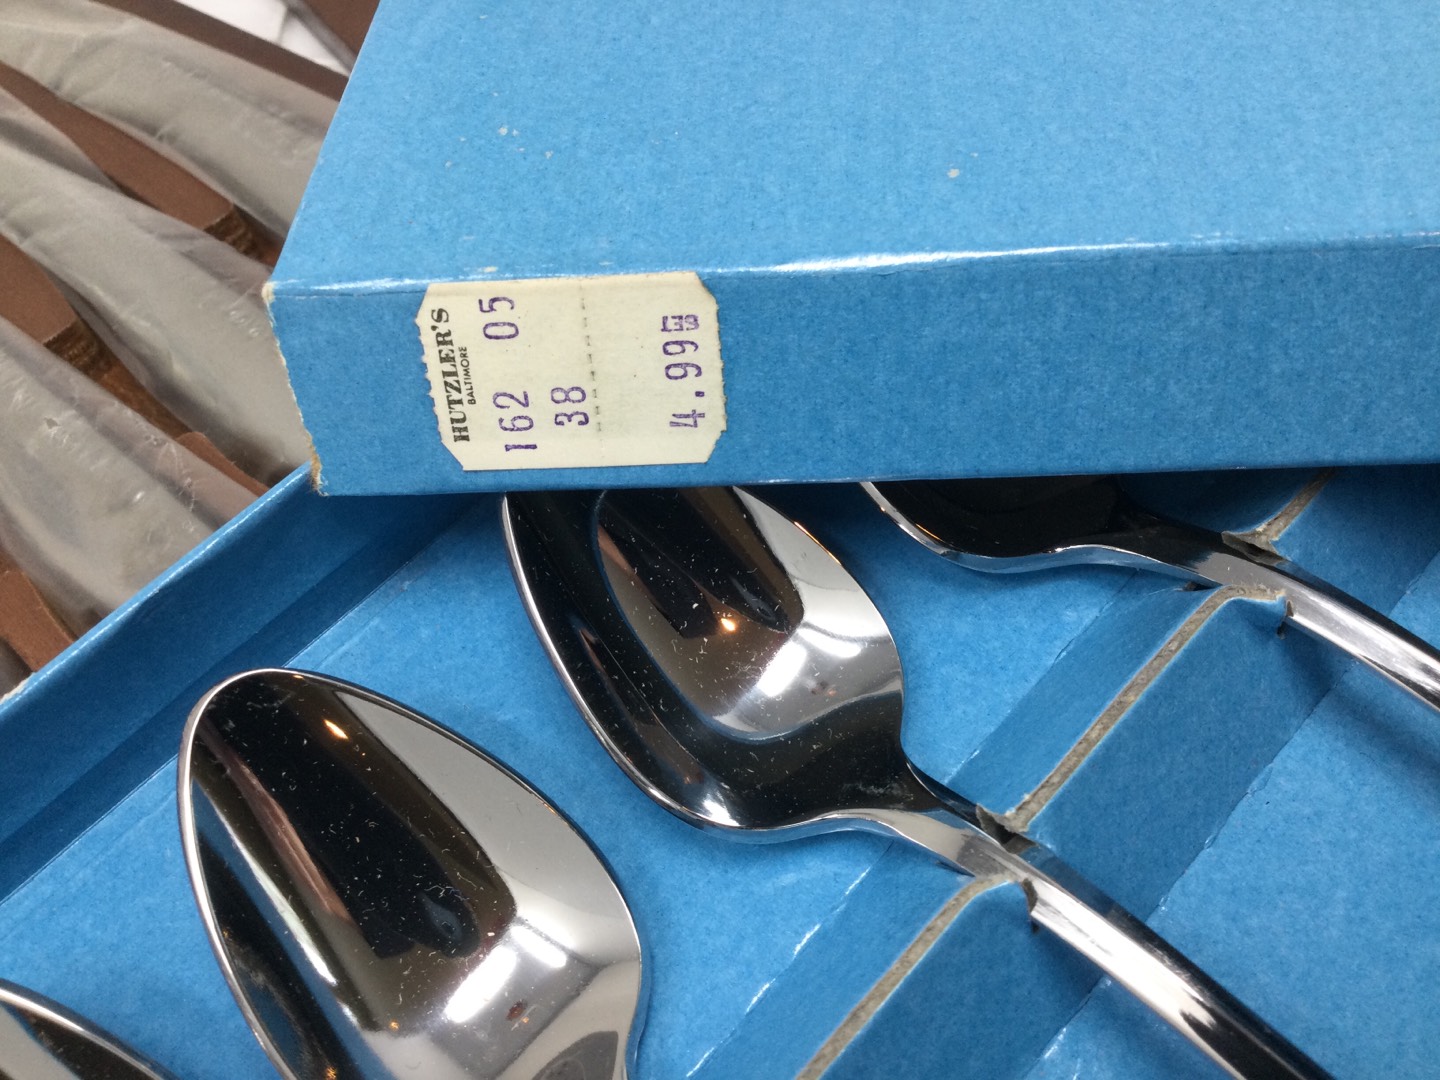 HUTZLER'S
BALTIMORE
162 05
38
4.99